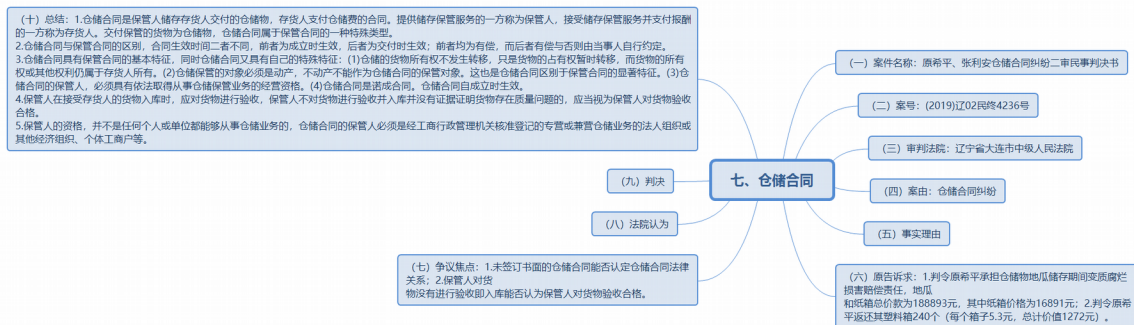 七、仓储合同
（一）案件名称：原希平、张利安仓储合同纠纷二审民事判决书
（二）案号：(2019)辽02民终4236号
（三）审判法院：辽宁省大连市中级人民法院
（四）案由：仓储合同纠纷
（五）事实理由
（六）原告诉求：1.判令原希平承担仓储物地瓜储存期间变质腐烂
损害赔偿责任，地瓜
和纸箱总价款为188893元，其中纸箱价格为16891元；2.判令原希
平返还其塑料箱240个（每个箱子5.3元，总计价值1272元）。
（七）争议焦点：1.未签订书面的仓储合同能否认定仓储合同法律
关系；2.保管人对货
物没有进行验收即入库能否认为保管人对货物验收合格。
（八）法院认为
（九）判决
（十）总结：1.仓储合同是保管人储存存货人交付的仓储物，存货人支付仓储费的合同。提供储存保管服务的一方称为保管人，接受储存保管服务并支付报酬
的一方称为存货人。交付保管的货物为仓储物，仓储合同属于保管合同的一种特殊类型。
2.仓储合同与保管合同的区别，合同生效时间二者不同，前者为成立时生效，后者为交付时生效；前者均为有偿，而后者有偿与否则由当事人自行约定。
3.仓储合同具有保管合同的基本特征，同时仓储合同又具有自己的特殊特征：(1)仓储的货物所有权不发生转移，只是货物的占有权暂时转移，而货物的所有
权或其他权利仍属于存货人所有。(2)仓储保管的对象必须是动产，不动产不能作为仓储合同的保管对象。这也是仓储合同区别于保管合同的显著特征。(3)仓
储合同的保管人，必须具有依法取得从事仓储保管业务的经营资格。(4)仓储合同是诺成合同。仓储合同自成立时生效。
4.保管人在接受存货人的货物入库时，应对货物进行验收，保管人不对货物进行验收并入库并没有证据证明货物存在质量问题的，应当视为保管人对货物验收
合格。
5.保管人的资格，并不是任何个人或单位都能够从事仓储业务的，仓储合同的保管人必须是经工商行政管理机关核准登记的专营或兼营仓储业务的法人组织或
其他经济组织、个体工商户等。